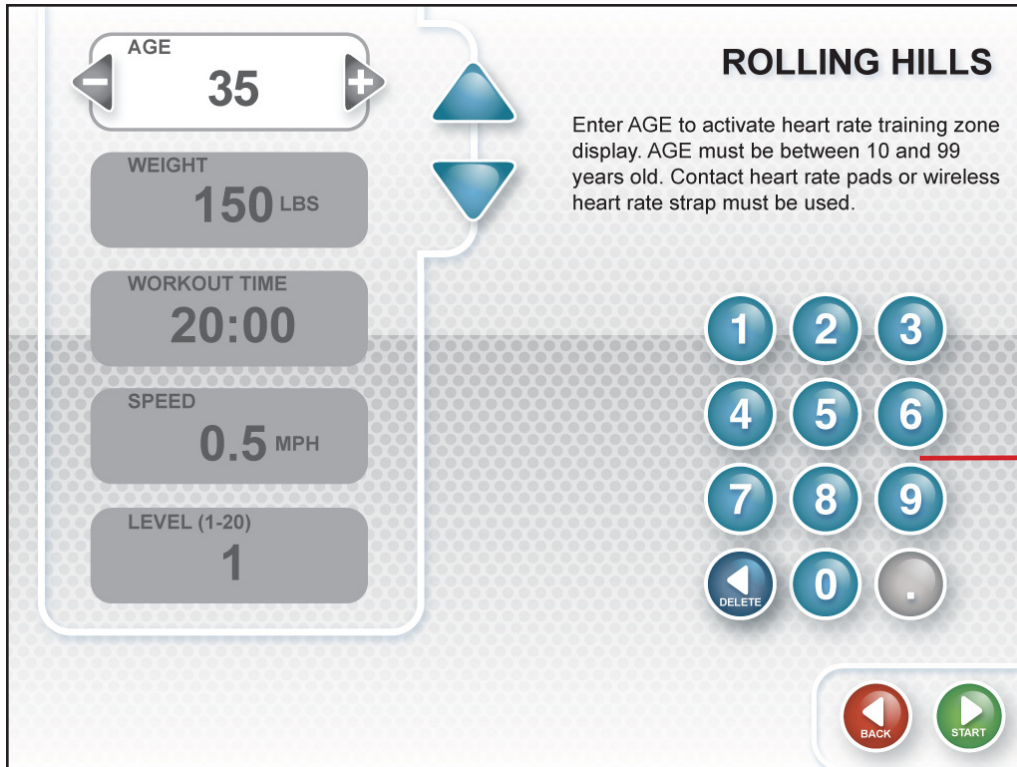 AGE
35
WEIGHT
150 LBS
WORKOUT TIME
20:00
SPEED
0.5 MPH
LEVEL (1-20)
1
ROLLING HILLS
Enter AGE to activate heart rate training zone
display. AGE must be between 10 and 99
years old. Contact heart rate pads or wireless
heart rate strap must be used.
1 2 3
4 5 6
7 8 9
DELETE 0 .
BACK START